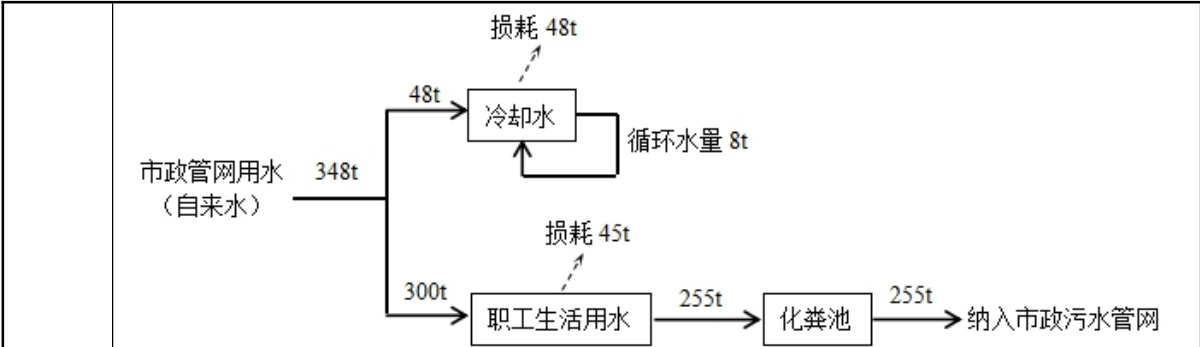 损耗 48t
48t
冷却水
循环水量 8t
市政管网用水
（自来水）
348t
损耗 45t
300t
职工生活用水
255t
化粪池
255t
纳入市政污水管网